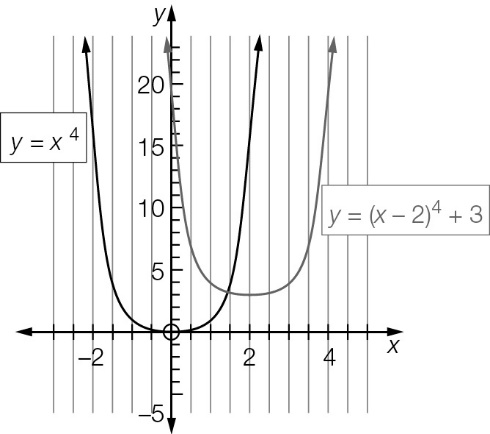 y
20
y = x⁴
15
10
y = (x – 2)⁴ + 3
5
–2
2
4
x
–5